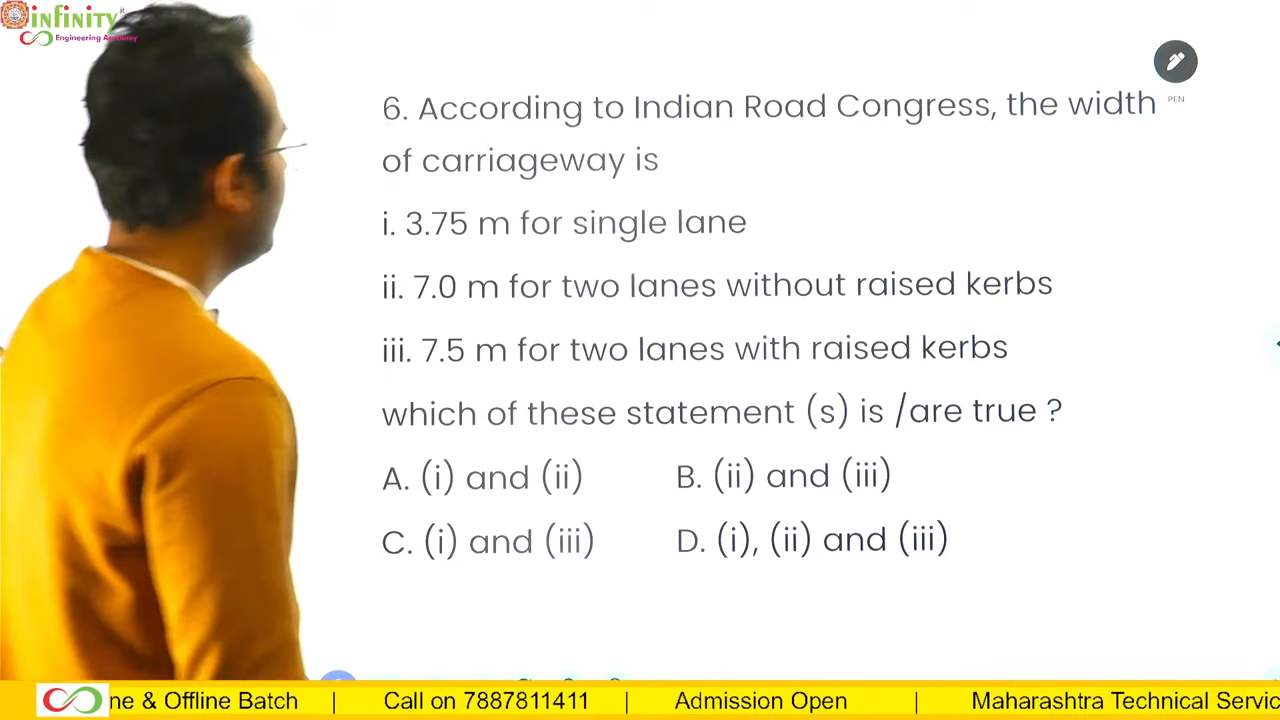 infinity
Engineering Academy
PEN
6. According to Indian Road Congress, the width
of carriageway is
i. 3.75 m for single lane
ii. 7.0 m for two lanes without raised kerbs
iii. 7.5 m for two lanes with raised kerbs
which of these statement (s) is /are true ?
A. (i) and (ii) B. (ii) and (iii)
C. (i) and (iii) D. (i), (ii) and (iii)
ne & Offline Batch | Call on 7887811411 | Admission Open | Maharashtra Technical Servic